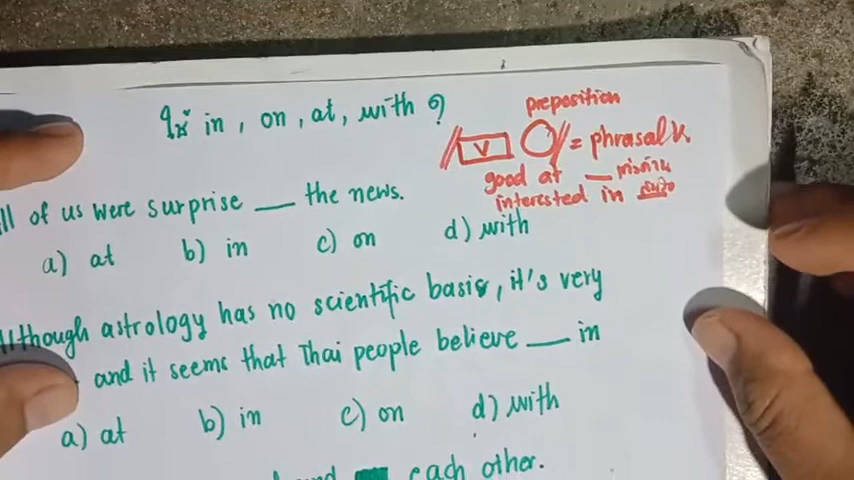 ใช้ in, on, at, with ?
preposition
V = phrasal V.
good at
interested in
ll of us were surprise ___ the news.
a) at b) in c) on d) with
lthough astrology has no scientific basis, it's very
and it seems that Thai people believe ___ in
a) at b) in c) on d) with
each other.